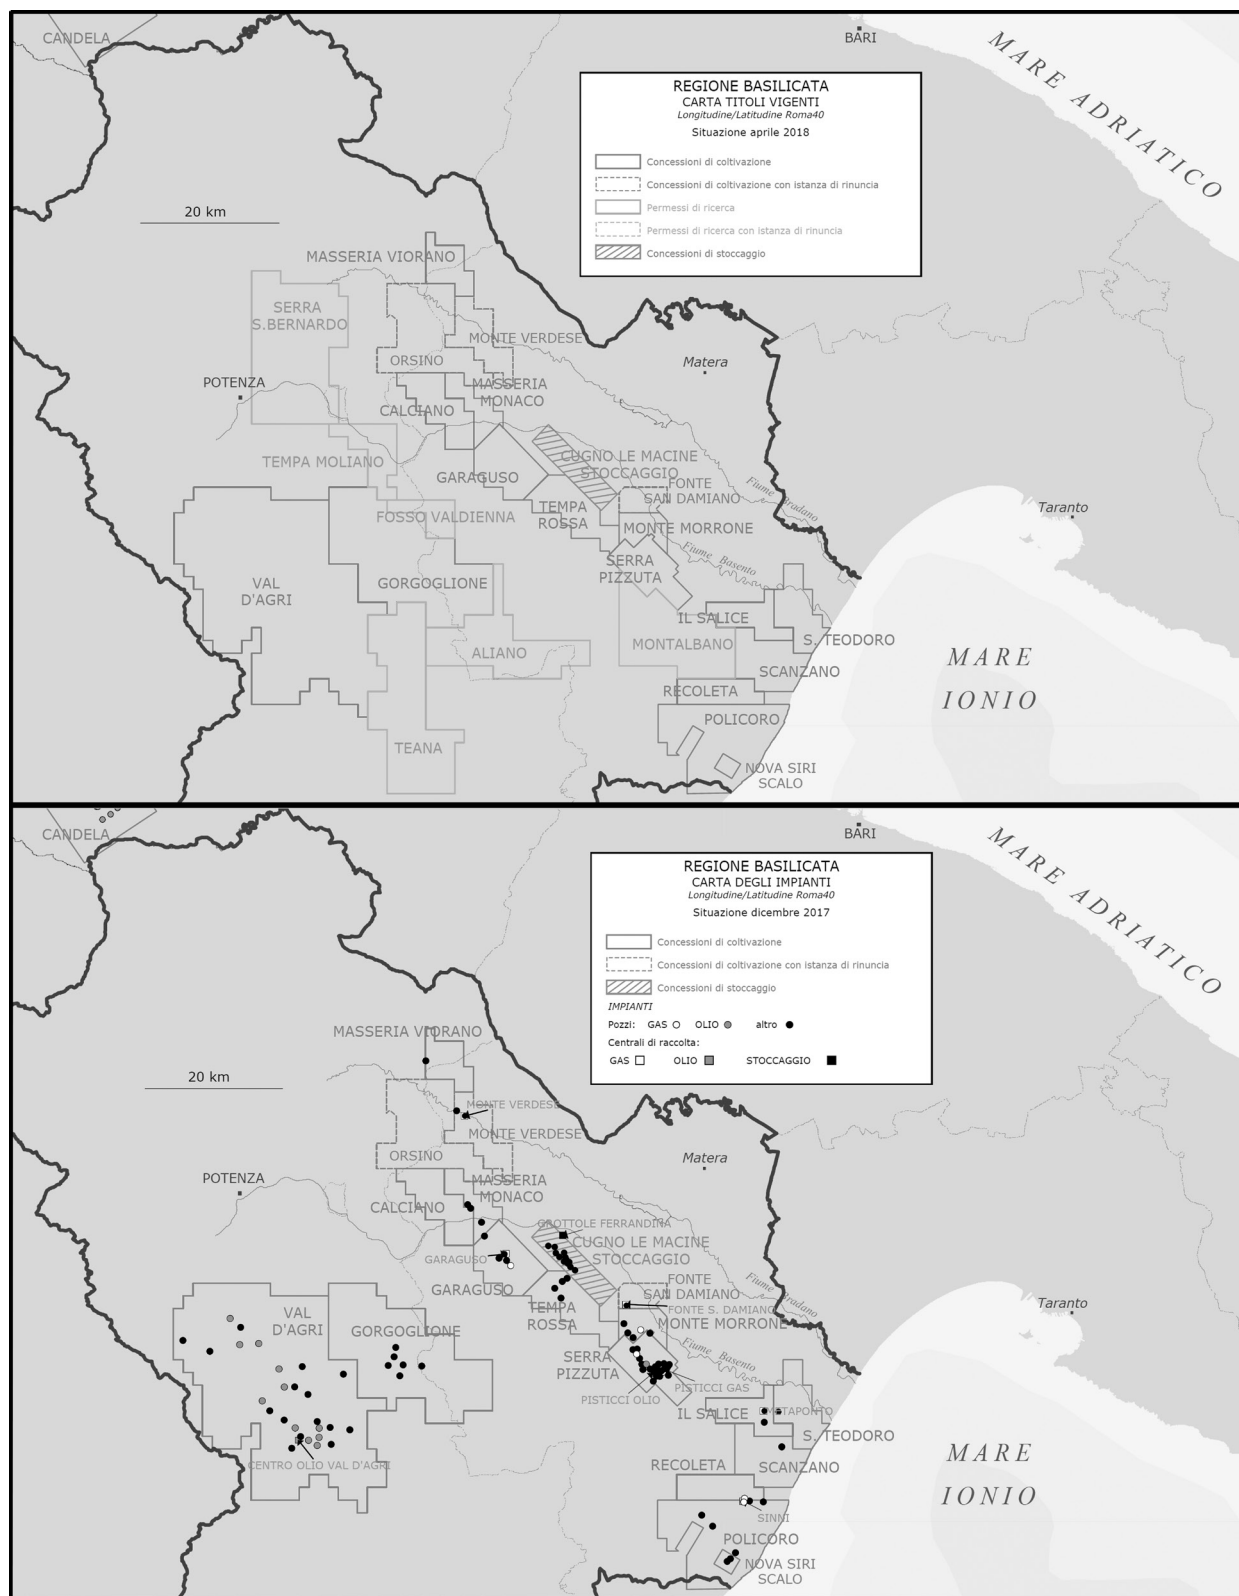 CANDELA
BARI
MARE ADRIATICO
REGIONE BASILICATA
CARTA TITOLI VIGENTI
Longitudine/Latitudine Roma40
Situazione aprile 2018
Concessioni di coltivazione
Concessioni di coltivazione con istanza di rinuncia
Permessi di ricerca
Permessi di ricerca con istanza di rinuncia
Concessioni di stoccaggio
20 km
MASSERIA VIORANO
SERRA
S.BERNARDO
MONTE VERDESE
ORSINO
Matera
POTENZA
MASSERIA
MONACO
CALCIANO
TEMPA MOLIANO
CUGNO LE MACINE
STOCCAGGIO
GARAGUSO
FONTE
SAN DAMIANO
Fiume Bradano
TEMPA
ROSSA
Taranto
FOSSO VALDIENNA
MONTE MORRONE
Fiume Basento
SERRA
PIZZUTA
VAL
D'AGRI
GORGOGLIONE
IL SALICE
S. TEODORO
MONTALBANO
ALIANO
SCANZANO
MARE
IONIO
RECOLETA
POLICORO
TEANA
NOVA SIRI
SCALO
CANDELA
BARI
MARE ADRIATICO
REGIONE BASILICATA
CARTA DEGLI IMPIANTI
Longitudine/Latitudine Roma40
Situazione dicembre 2017
Concessioni di coltivazione
Concessioni di coltivazione con istanza di rinuncia
Concessioni di stoccaggio
IMPIANTI
Pozzi: GAS OLIO altro
Centrali di raccolta:
GAS OLIO STOCCAGGIO
MASSERIA VIORANO
20 km
MONTE VERDESE
MONTE VERDESE
ORSINO
Matera
POTENZA
MASSERIA
MONACO
CALCIANO
GROTTOLE FERRANDINA
CUGNO LE MACINE
STOCCAGGIO
GARAGUSO
GARAGUSO
FONTE
SAN DAMIANO
Fiume Bradano
FONTE S. DAMIANO
TEMPA
ROSSA
Taranto
MONTE MORRONE
VAL
D'AGRI
GORGOGLIONE
Fiume Basento
SERRA
PIZZUTA
PISTICCI GAS
PISTICCI OLIO
METAPONTO
IL SALICE
S. TEODORO
CENTRO OLIO VAL D'AGRI
RECOLETA
SCANZANO
MARE
IONIO
SINNI
POLICORO
NOVA SIRI
SCALO